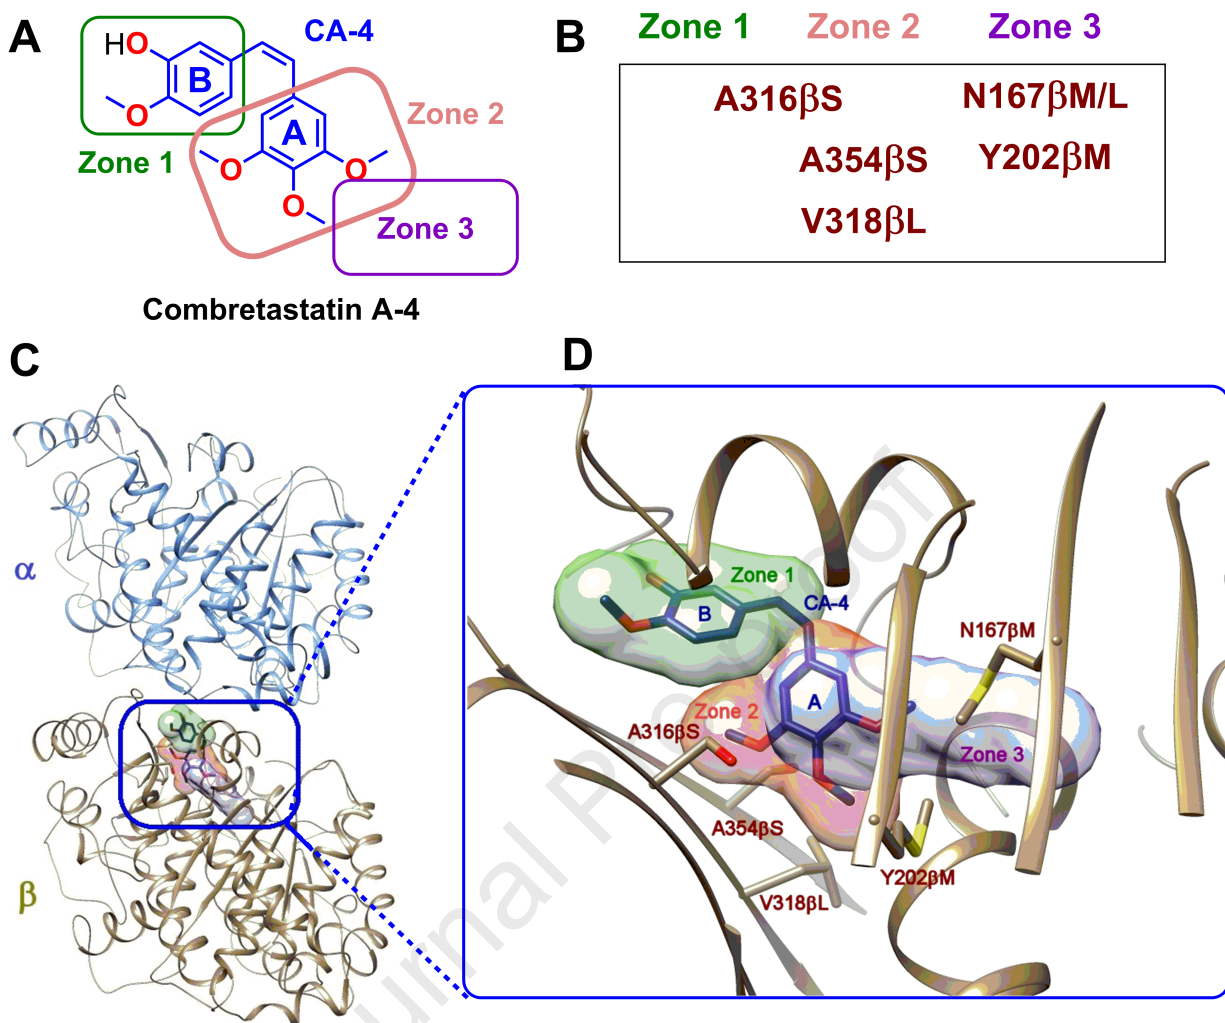 A
HO
B
O
CA-4
Zone 1
A
Zone 2
O
O
O
Zone 3
Combretastatin A-4
B
Zone 1 Zone 2 Zone 3
A316βS N167βM/L
A354βS Y202βM
V318βL
C
α
β
D
Zone 1
B
CA-4
N167βM
A
Zone 2
A316βS
Zone 3
A354βS
Y202βM
V318βL